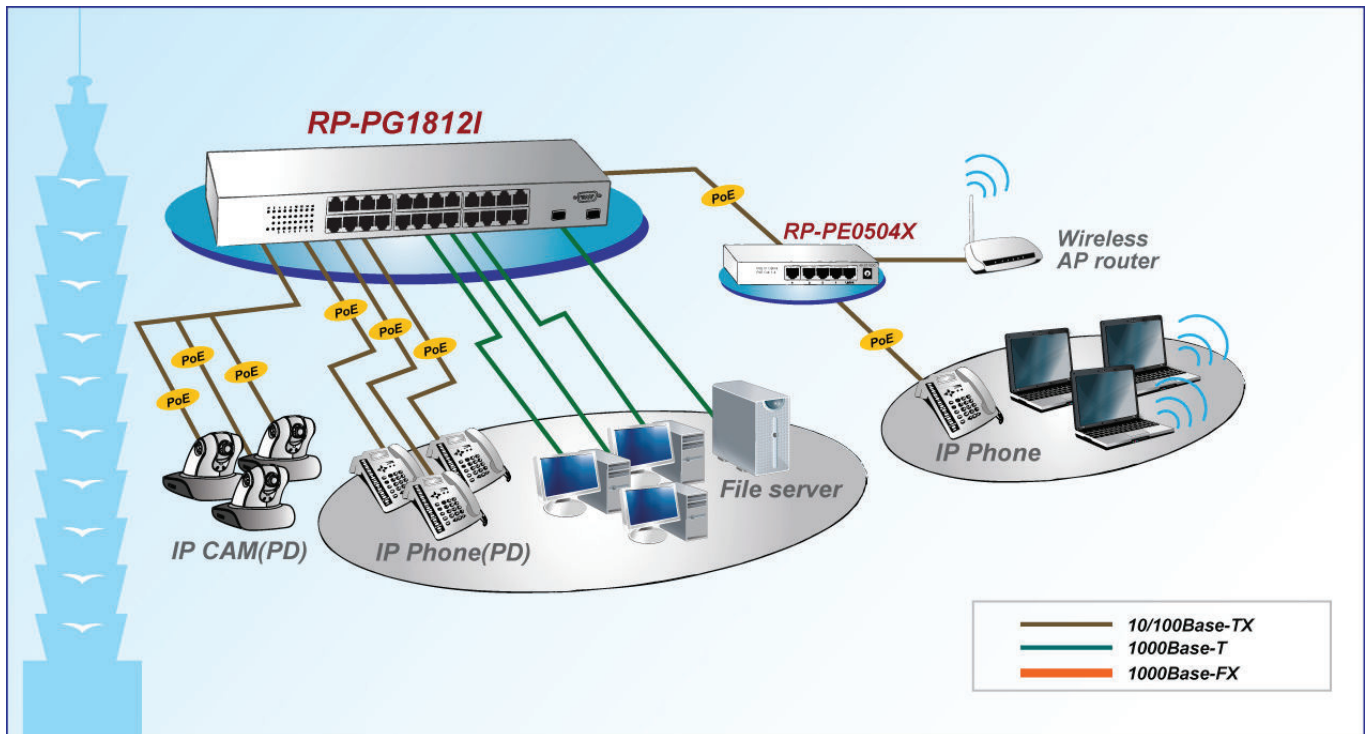 RP-PG1812I
PoE
RP-PE0504X
Wireless
AP router
PoE
PoE
PoE
PoE
PoE
PoE
PoE
IP CAM(PD)
IP Phone(PD)
File server
IP Phone
10/100Base-TX
1000Base-T
1000Base-FX